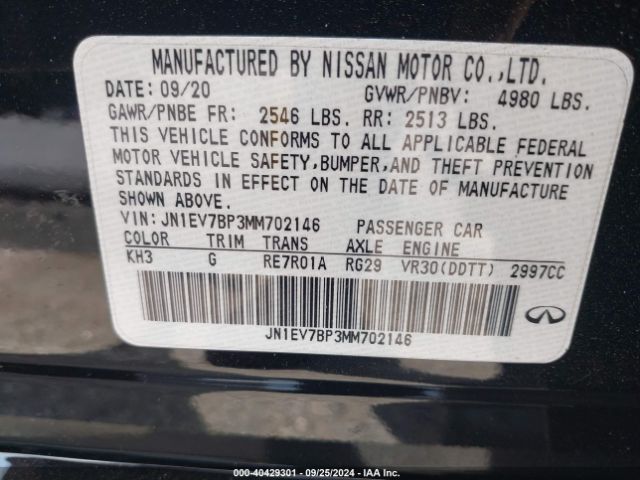 MANUFACTURED BY NISSAN MOTOR CO.,LTD.
DATE: 09/20 GVWR/PNBV: 4980 LBS.
GAWR/PNBE FR: 2546 LBS. RR: 2513 LBS.
THIS VEHICLE CONFORMS TO ALL APPLICABLE FEDERAL
MOTOR VEHICLE SAFETY,BUMPER,AND THEFT PREVENTION
STANDARDS IN EFFECT ON THE DATE OF MANUFACTURE
SHOWN ABOVE.
VIN:JN1EV7BP3MM702146 PASSENGER CAR
COLOR TRIM TRANS AXLE ENGINE
KH3 G RE7R01A RG29 VR30(DDTT) 2997CC
JN1EV7BP3MM702146
000-40429301 - 09/25/2024 - IAA Inc.